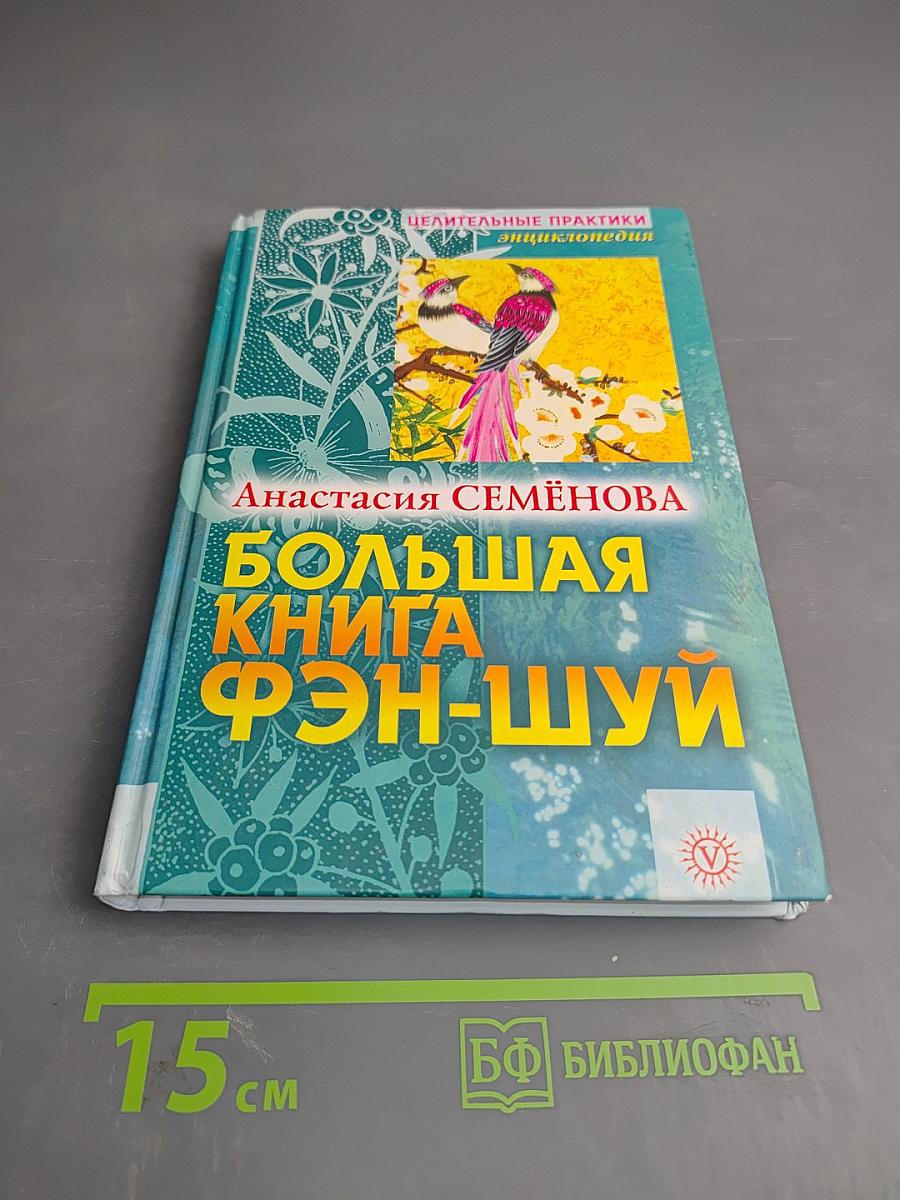 ЦЕЛИТЕЛЬНЫЕ ПРАКТИКИ
энциклопедия
Анастасия СЕМЁНОВА
БОЛЬШАЯ
КНИГА
ФЭН-ШУЙ
V
15 см
БФ БИБЛИОФАН